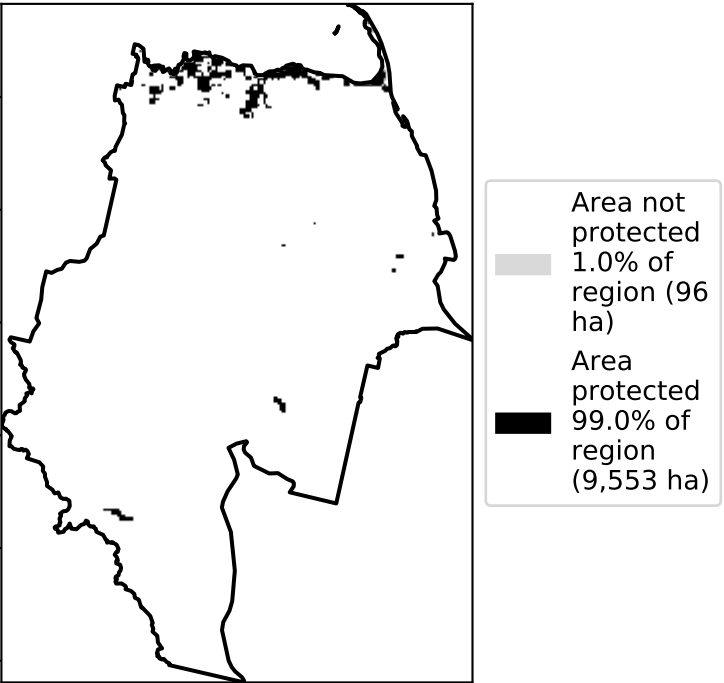 Area not
protected
1.0% of
region (96
ha)
Area
protected
99.0% of
region
(9,553 ha)